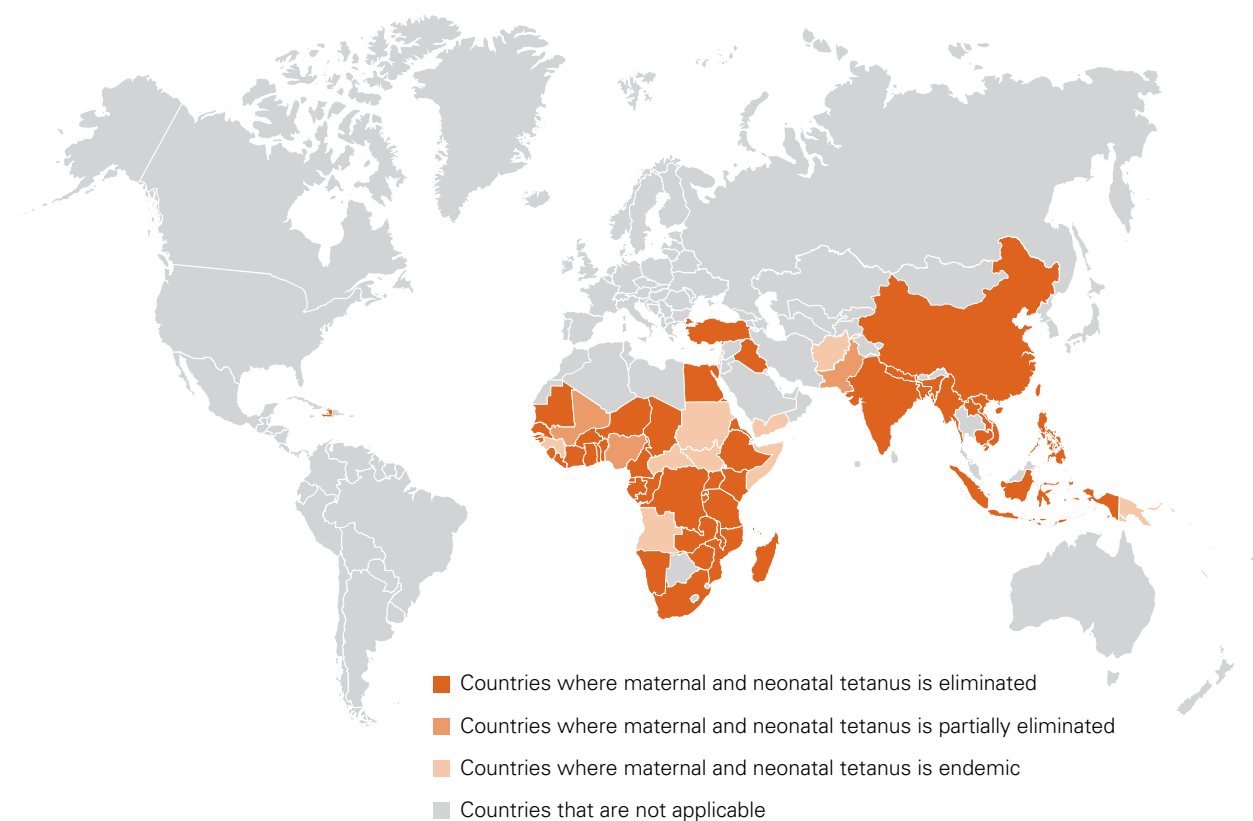 Countries where maternal and neonatal tetanus is eliminated
Countries where maternal and neonatal tetanus is partially eliminated
Countries where maternal and neonatal tetanus is endemic
Countries that are not applicable